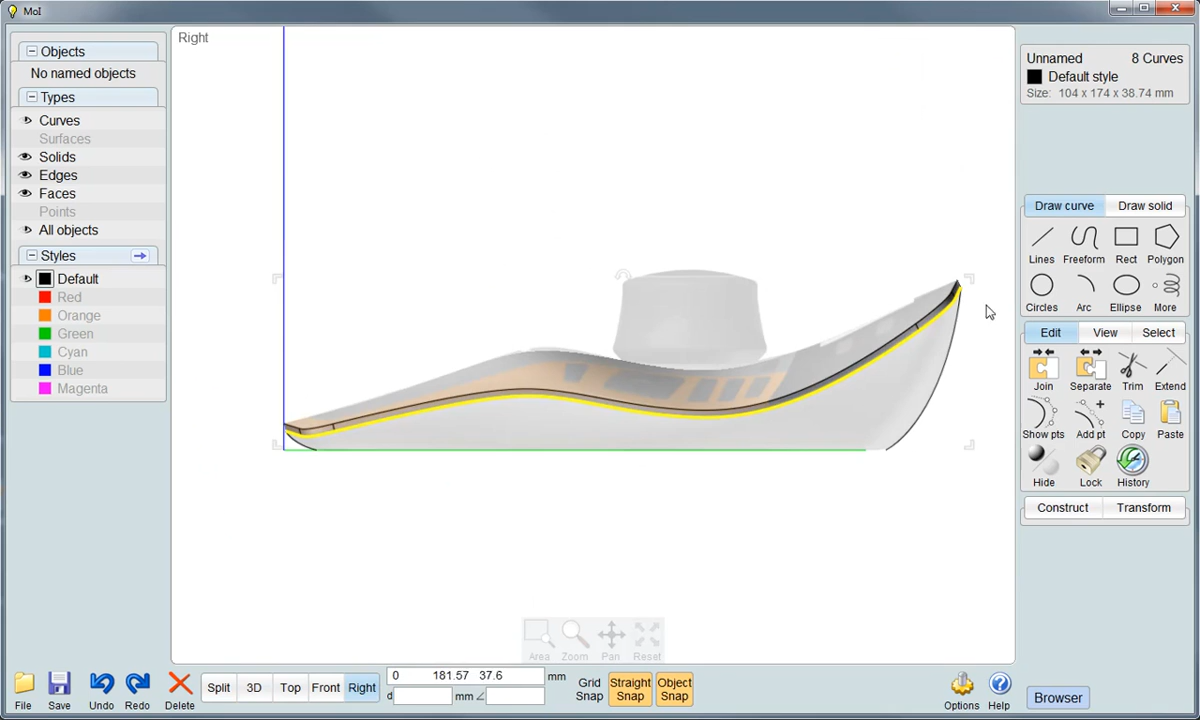 MoI
Objects
No named objects
Types
Curves
Surfaces
Solids
Edges
Faces
Points
All objects
Styles
Default
Red
Orange
Green
Cyan
Blue
Magenta
Right
Unnamed 8 Curves
Default style
Size: 104 x 174 x 38.74 mm
Draw curve Draw solid
Lines Freeform Rect Polygon
Circles Arc Ellipse More
Edit View Select
Join Separate Trim Extend
Show pts Add pt Copy Paste
Hide Lock History
Construct Transform
Area Zoom Pan Reset
File Save Undo Redo Delete
Split 3D Top Front Right
0 181.57 37.6 mm
d mm ∠
Grid Snap
Straight Snap
Object Snap
Options Help
Browser